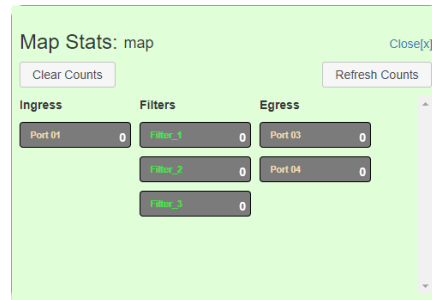 Map Stats: map
Close[x]
Clear Counts
Refresh Counts
Ingress Filters Egress
Port 01 0 Filter_1 0 Port 03 0
Filter_2 0 Port 04 0
Filter_3 0